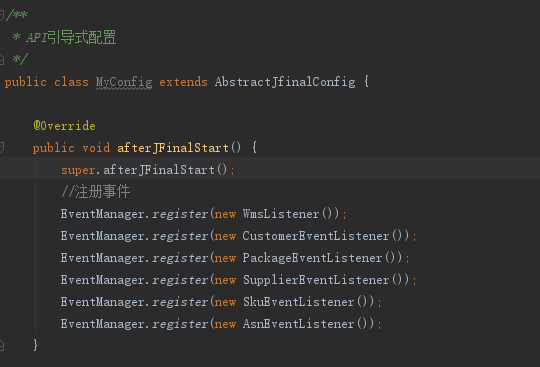 /**
 * API引导式配置
 */
public class MyConfig extends AbstractJfinalConfig {
@Override
public void afterJFinalStart() {
super.afterJFinalStart();
//注册事件
EventManager.register(new WmsListener());
EventManager.register(new CustomerEventListener());
EventManager.register(new PackageEventListener());
EventManager.register(new SupplierEventListener());
EventManager.register(new SkuEventListener());
EventManager.register(new AsnEventListener());
}